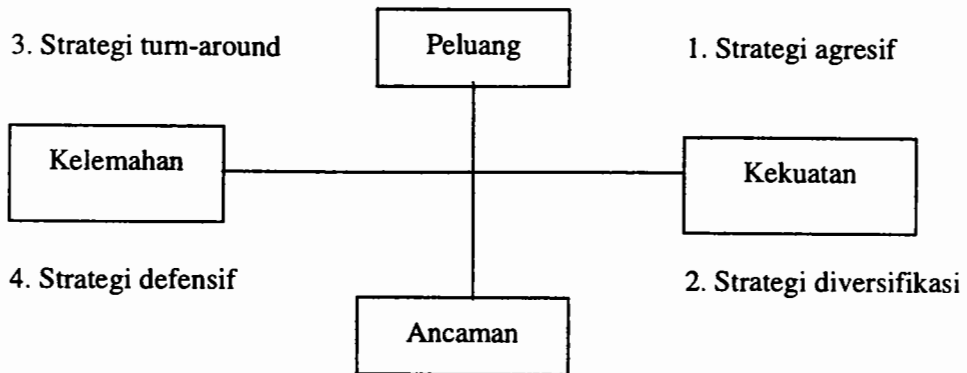 3. Strategi turn-around
Peluang
1. Strategi agresif
Kelemahan
Kekuatan
4. Strategi defensif
2. Strategi diversifikasi
Ancaman